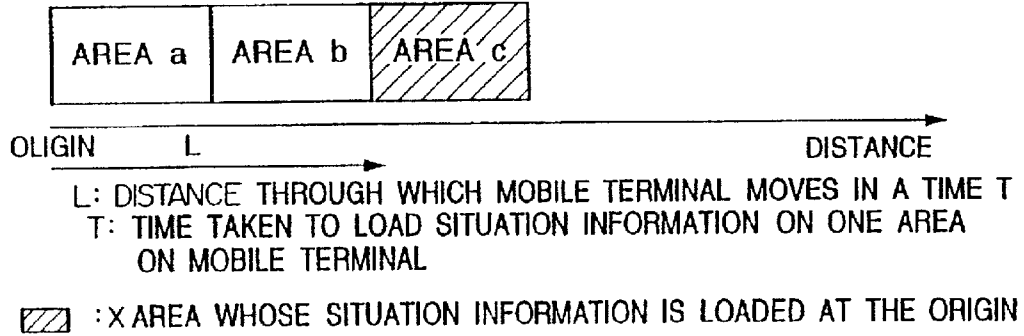 AREA a AREA b AREA c
OLIGIN L DISTANCE
L: DISTANCE THROUGH WHICH MOBILE TERMINAL MOVES IN A TIME T
T: TIME TAKEN TO LOAD SITUATION INFORMATION ON ONE AREA
ON MOBILE TERMINAL
: X AREA WHOSE SITUATION INFORMATION IS LOADED AT THE ORIGIN